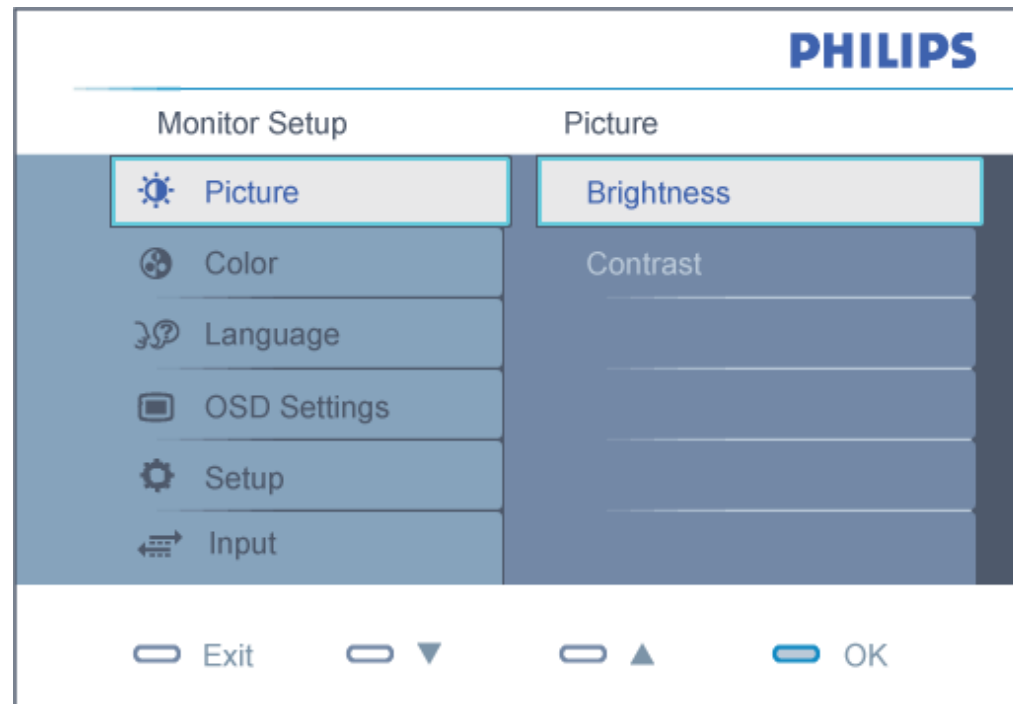 PHILIPS
Monitor Setup Picture
Picture Brightness
Color Contrast
Language
OSD Settings
Setup
Input
Exit ▼ ▲ OK